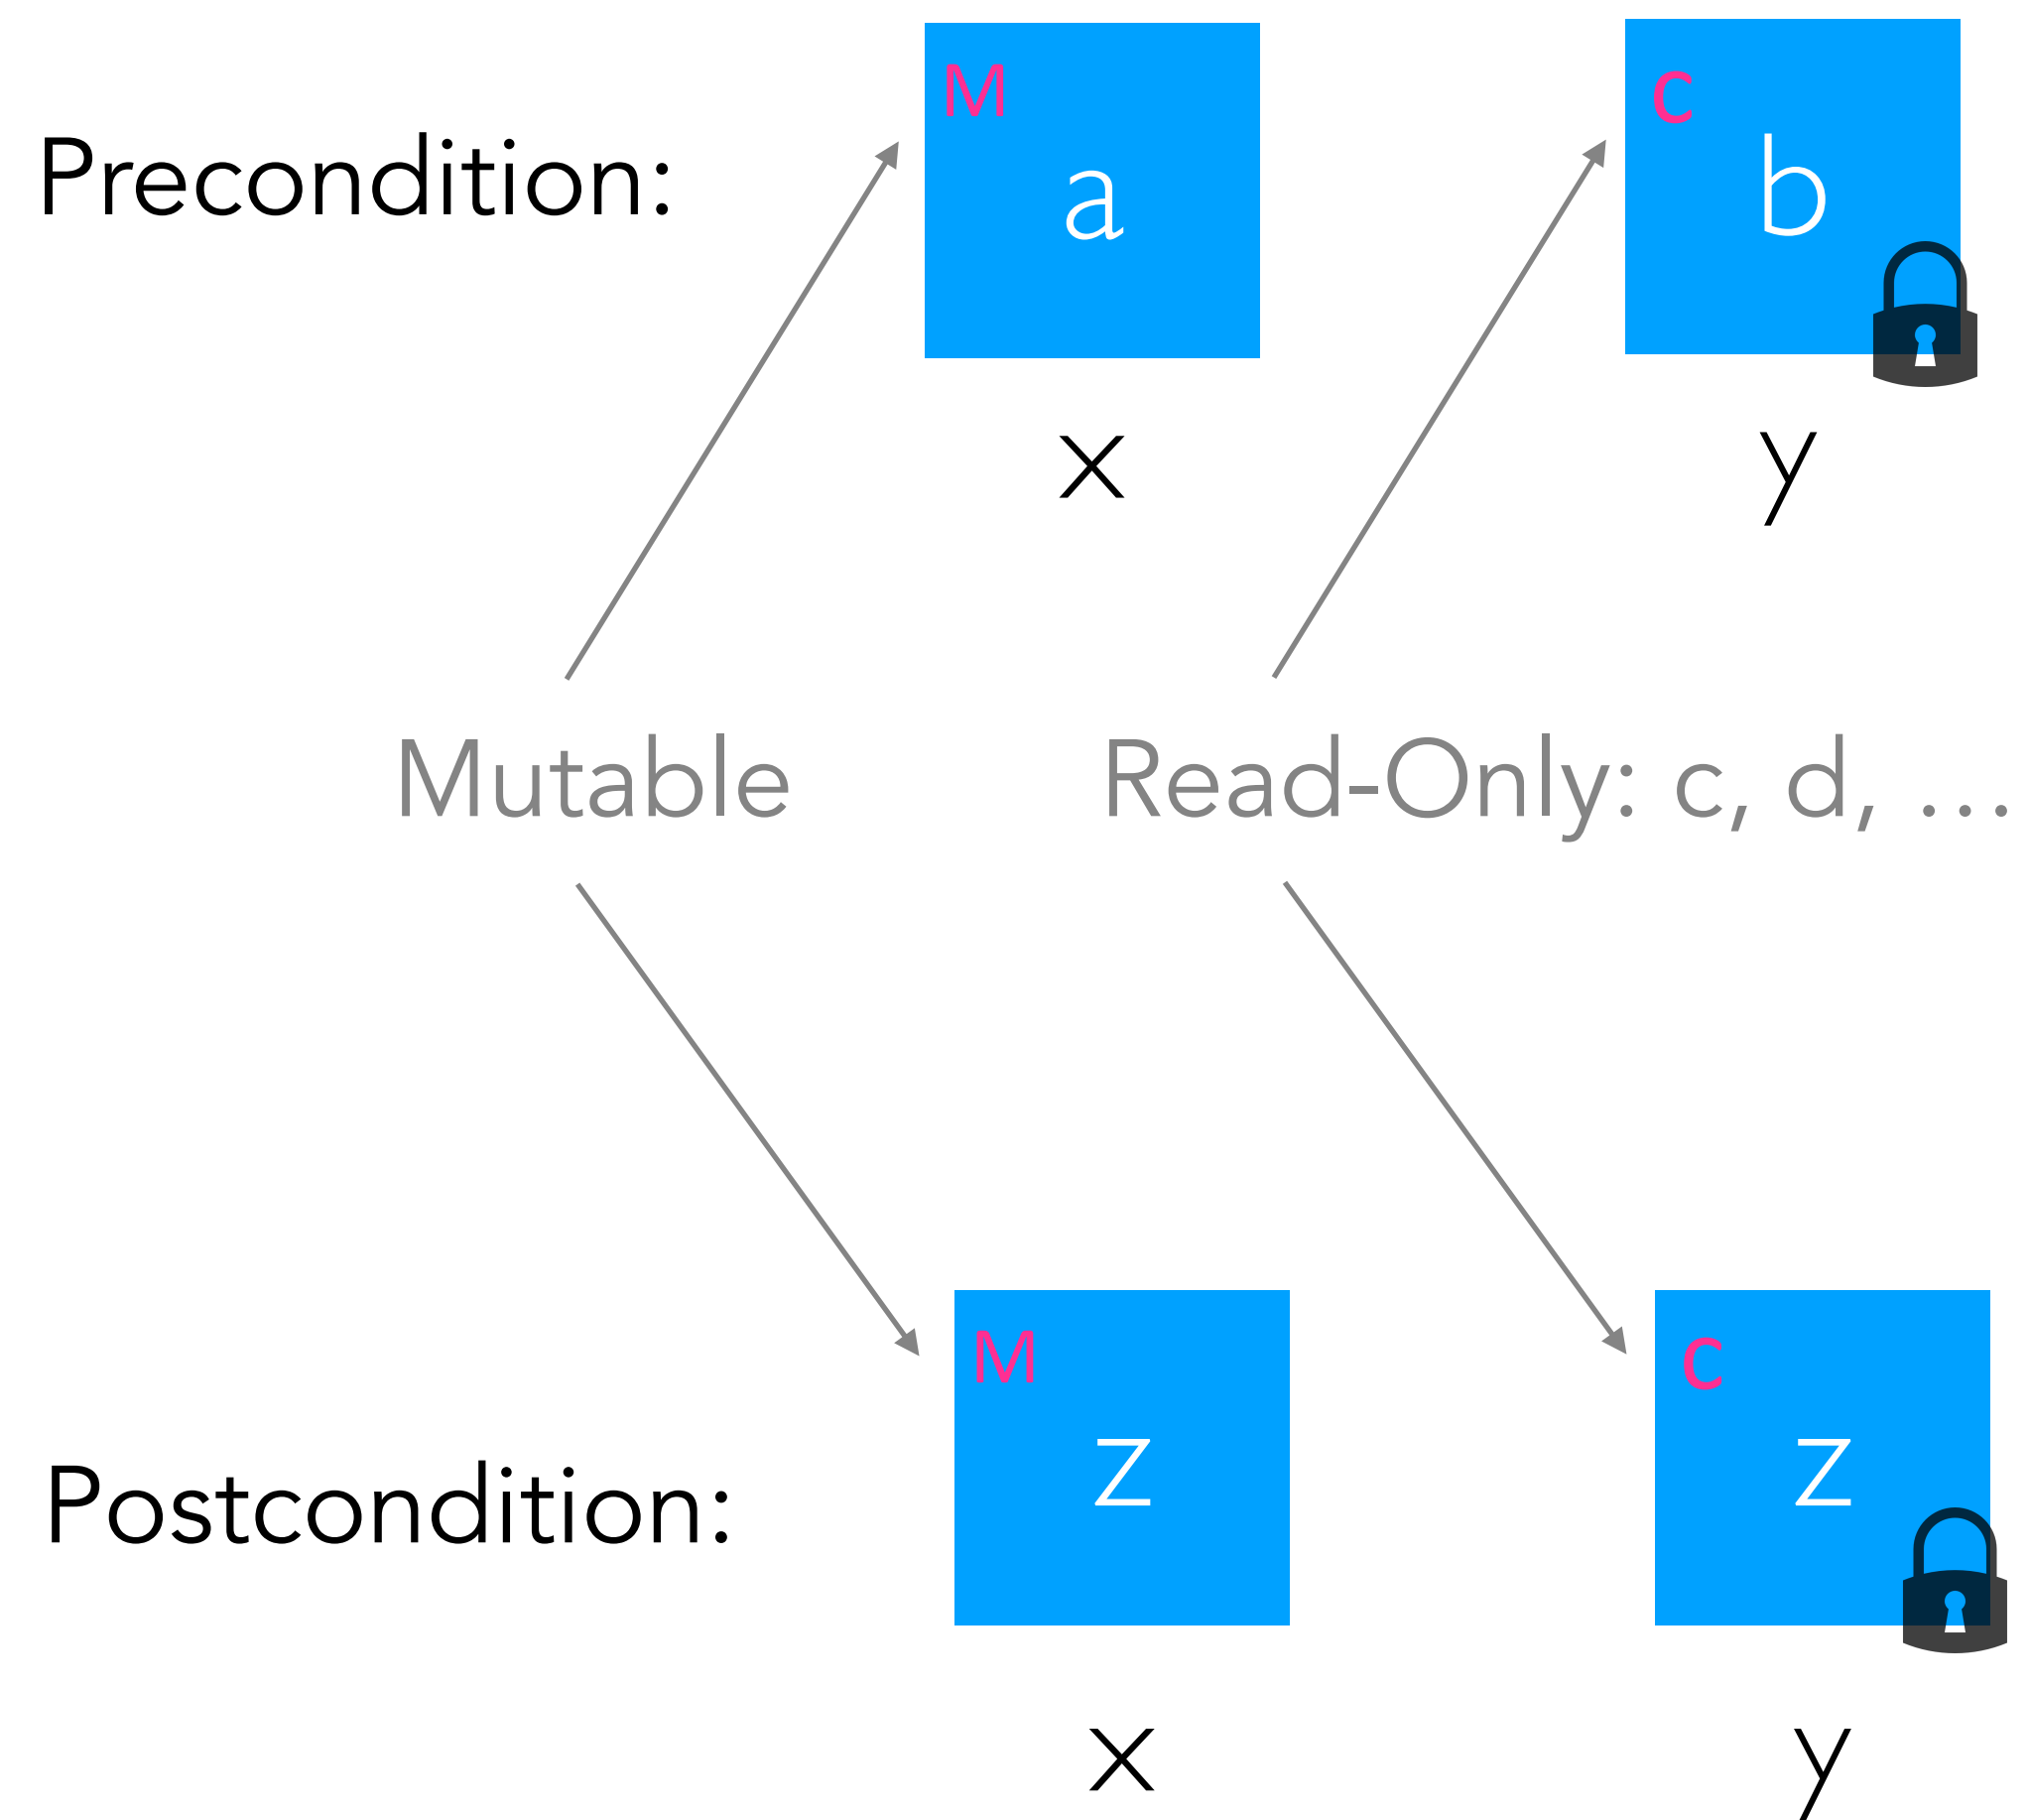 M
C
Precondition:
a
b
x
y
Mutable
Read-Only: c, d, ...
M
C
z
z
Postcondition:
x
y